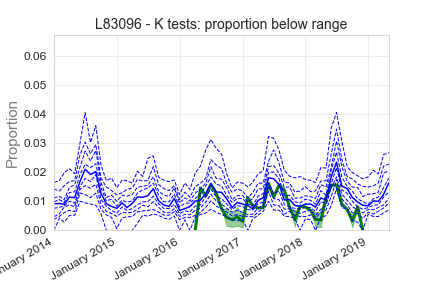 L83096 - K tests: proportion below range
Proportion
0.06
0.05
0.04
0.03
0.02
0.01
0.00
2014
January 2015
January 2016
January 2017
January 2018
January 2019